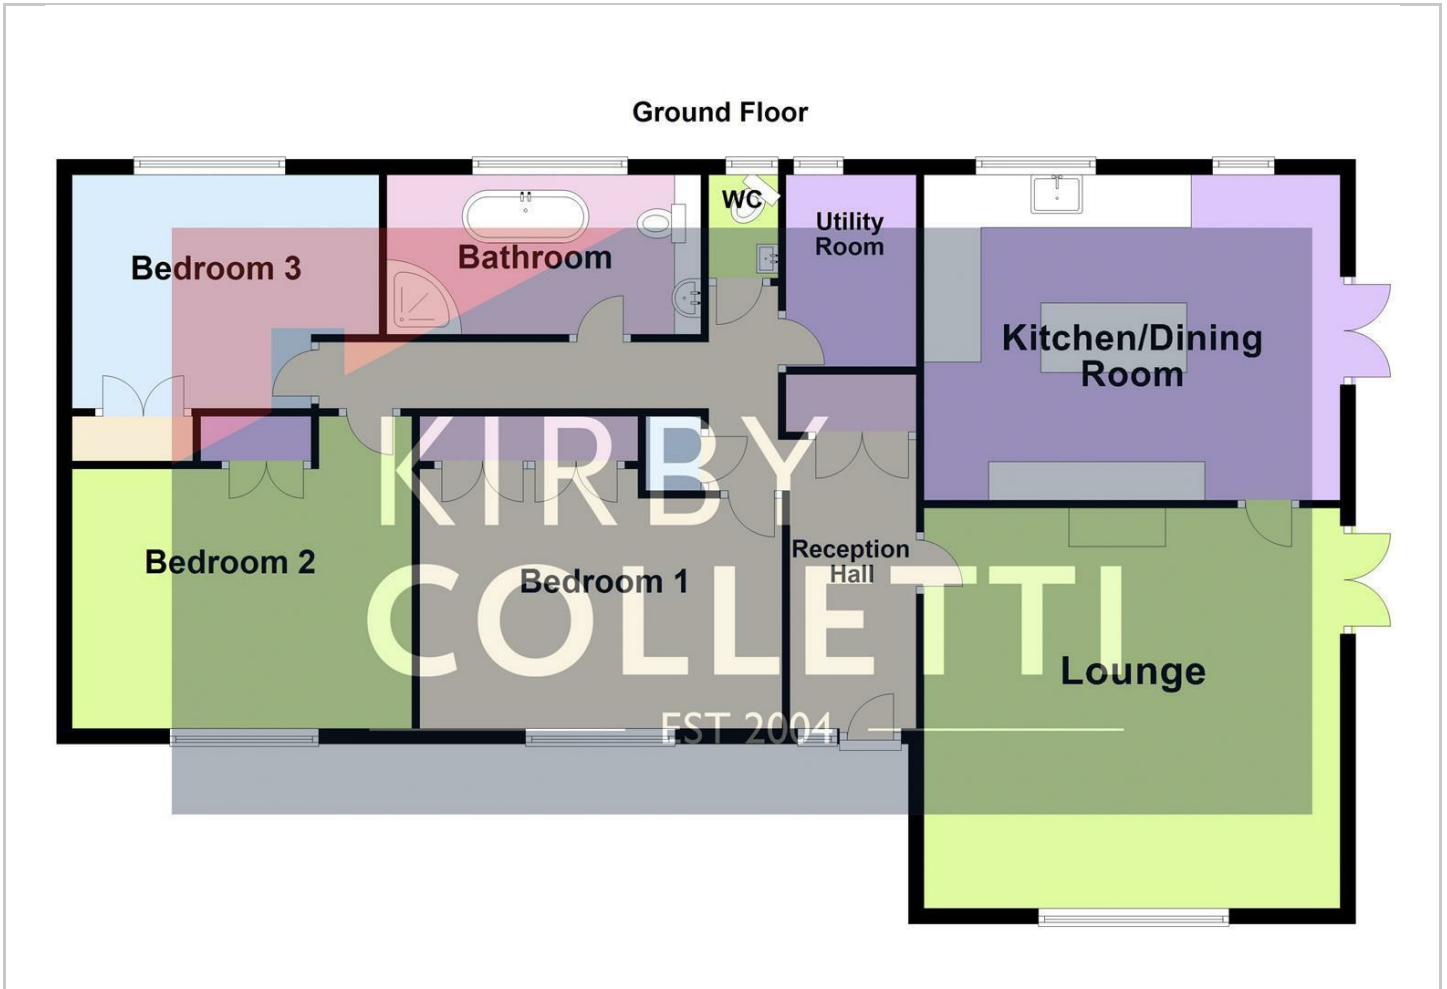 Ground Floor
Bedroom 3
Bathroom
WC
Utility
Room
Kitchen/Dining
Room
KIRBY
COLLETTI
EST 2004
Bedroom 2
Bedroom 1
Reception
Hall
Lounge